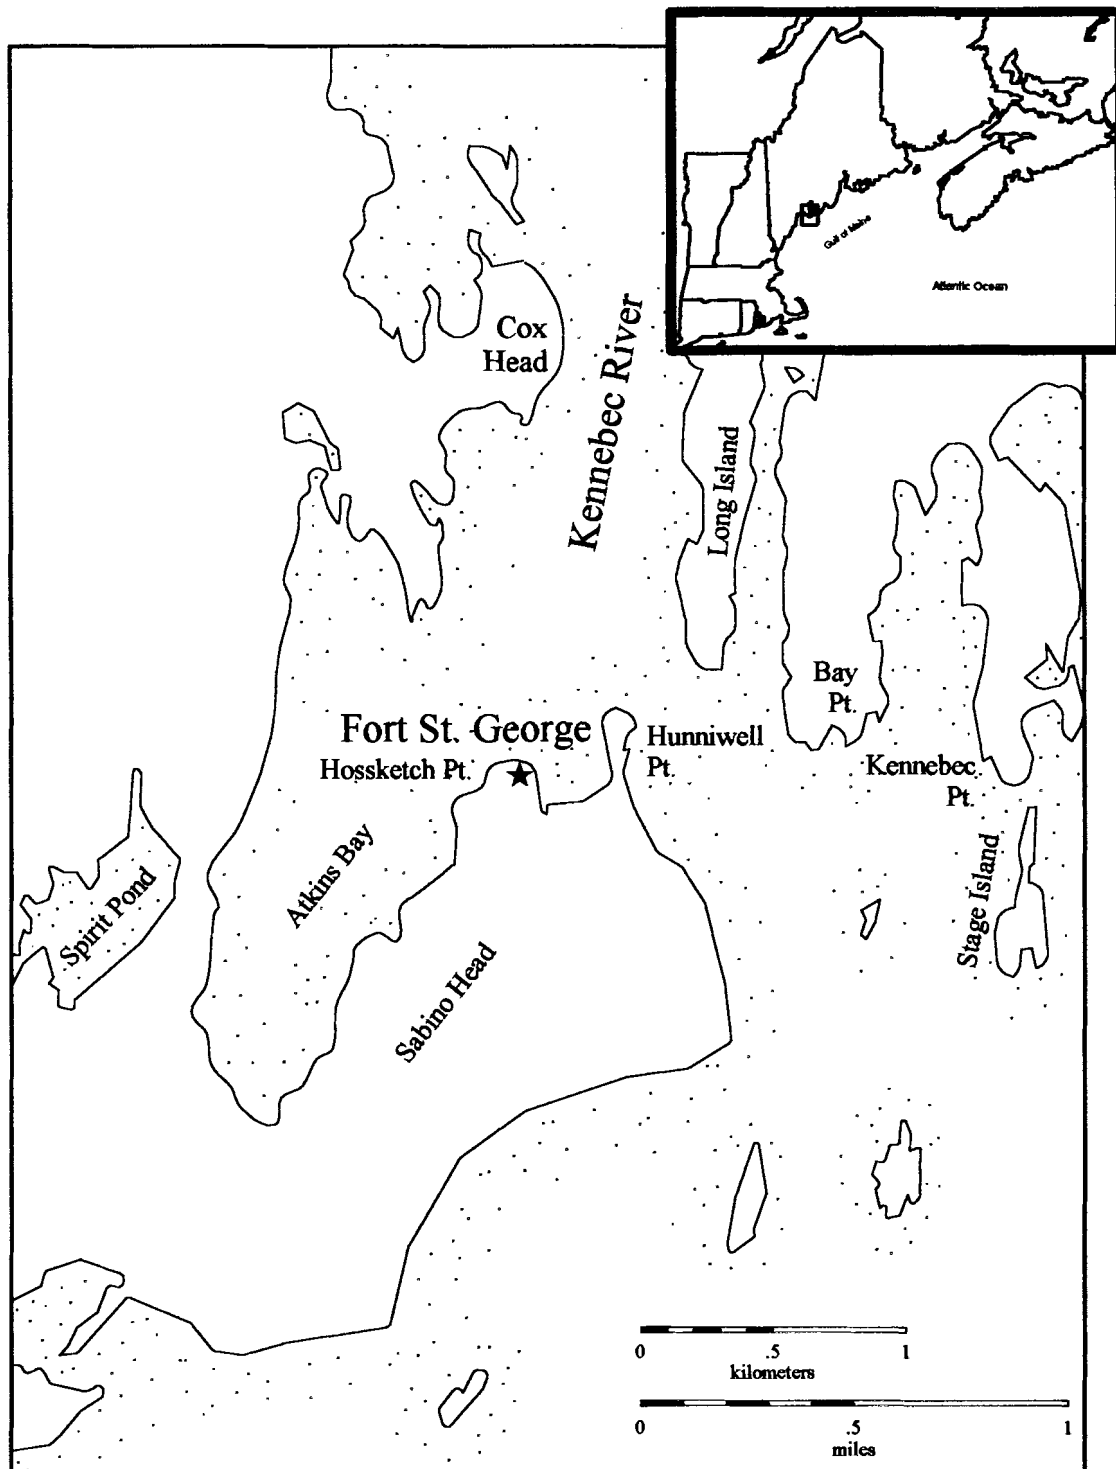 Gulf of Maine
Atlantic Ocean
Cox
Head
Kennebec River
Long Island
Bay
Pt.
Fort St. George
Hossketch Pt.
Hunniwell
Pt.
Kennebec
Pt.
Atkins Bay
Spirit Pond
Stage Island
Sabino Head
0 .5 1
kilometers
0 .5 1
miles